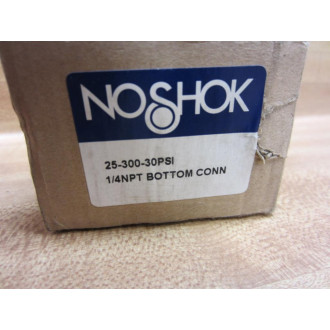 NOSHOK
25-300-30PSI
1/4NPT BOTTOM CONN